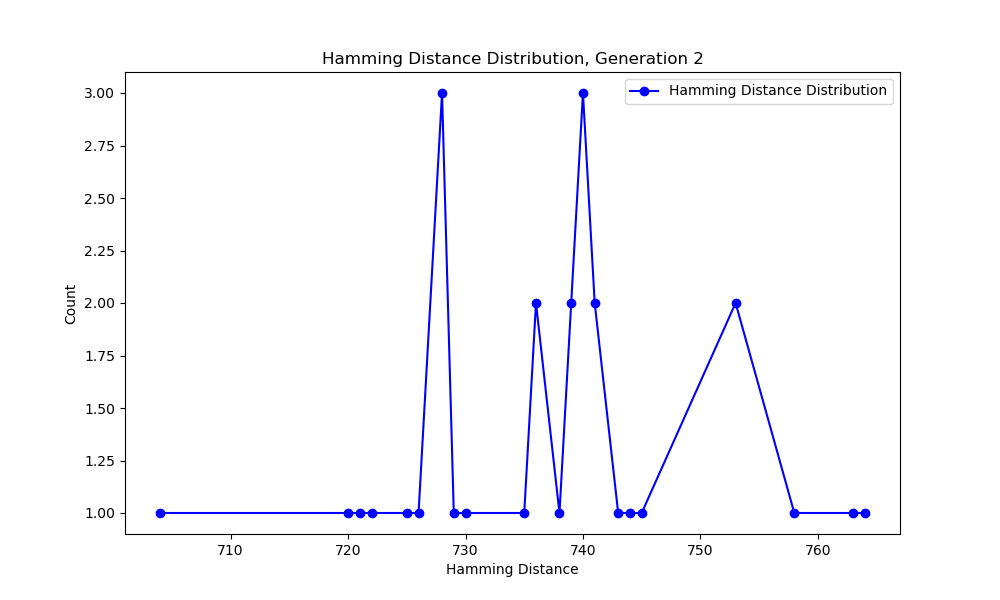 Hamming Distance Distribution, Generation 2
Hamming Distance Distribution
3.00
2.75
2.50
2.25
2.00
1.75
1.50
1.25
1.00
Count
710 720 730 740 750 760
Hamming Distance